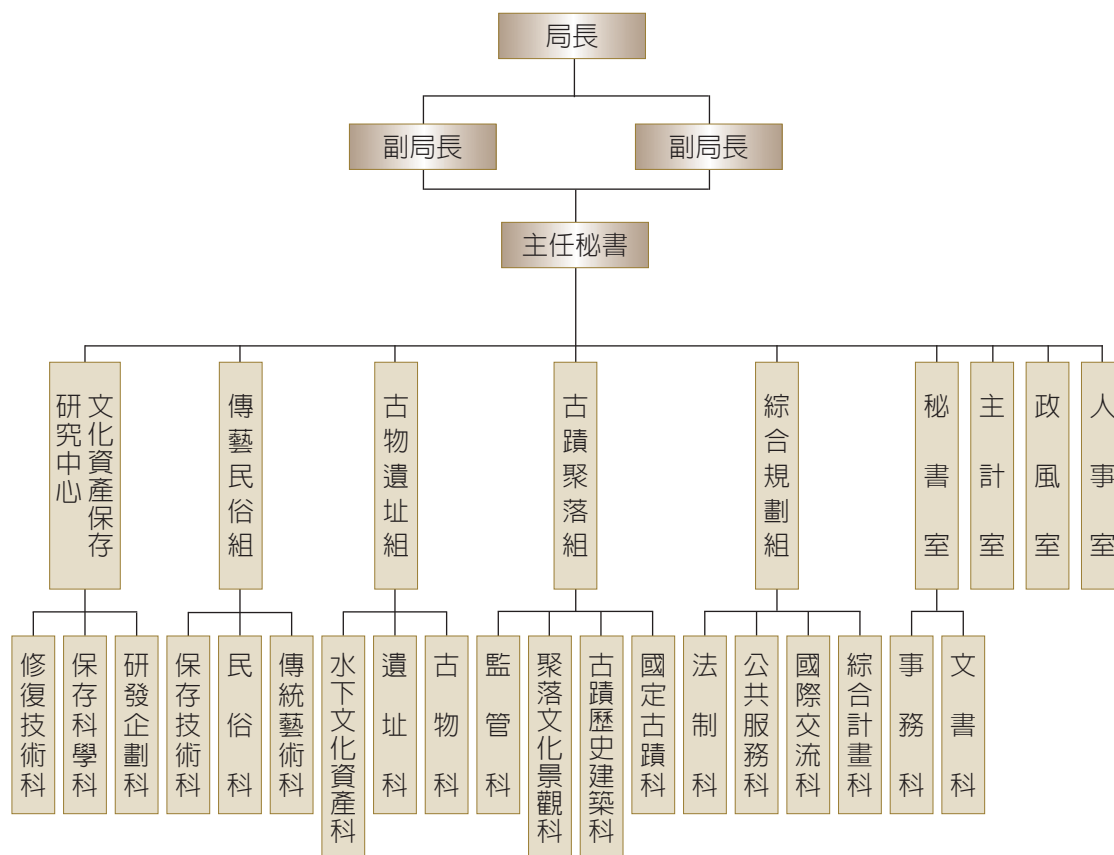 局長
副局長
副局長
主任秘書
文化資產保存
研究中心
傳藝民俗組
古物遺址組
古蹟聚落組
綜合規劃組
秘書室
主計室
政風室
人事室
修復技術科
保存科學科
研發企劃科
保存技術科
民俗科
傳統藝術科
水下文化資產科
遺址科
古物科
監管科
聚落文化景觀科
古蹟歷史建築科
國定古蹟科
法制科
公共服務科
國際交流科
綜合計畫科
事務科
文書科